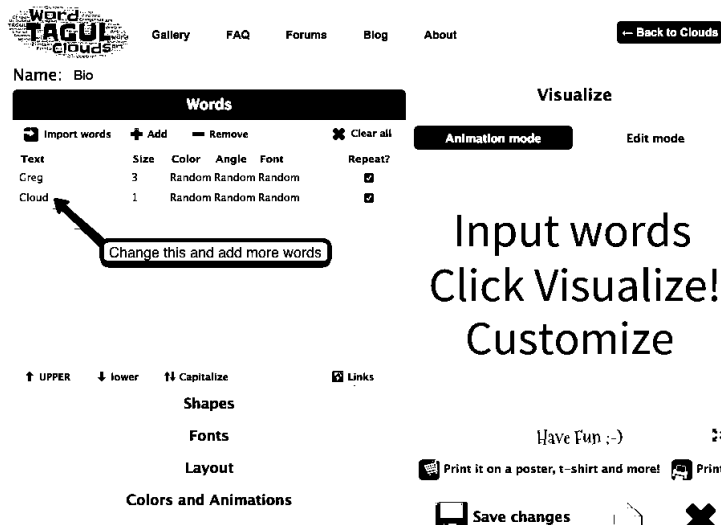 Word
TAGUL
Clouds
Gallery FAQ Forums Blog About ← Back to Clouds
Name: Bio
Words
Import words Add Remove Clear all
Text Size Color Angle Font Repeat?
Greg 3 Random Random Random
Cloud 1 Random Random Random
Change this and add more words
UPPER lower Capitalize Links
Shapes
Fonts
Layout
Colors and Animations
Visualize
Animation mode Edit mode
Input words
Click Visualize!
Customize
Have Fun ;-)
Print it on a poster, t-shirt and more! Print
Save changes